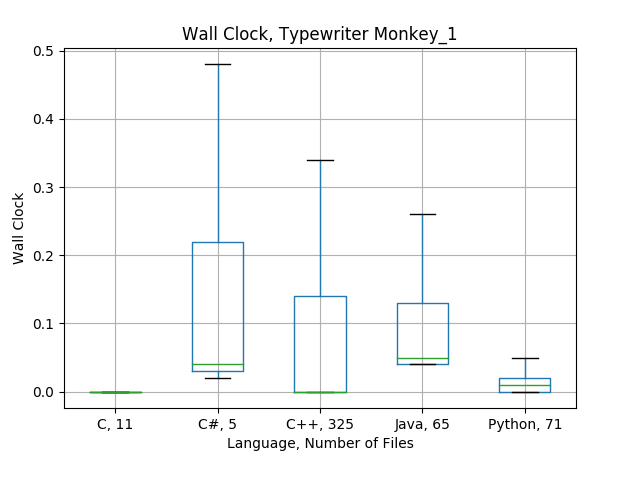 Wall Clock, Typewriter Monkey_1
0.5
0.4
0.3
0.2
0.1
0.0
Wall Clock
C, 11
C#, 5
C++, 325
Java, 65
Python, 71
Language, Number of Files